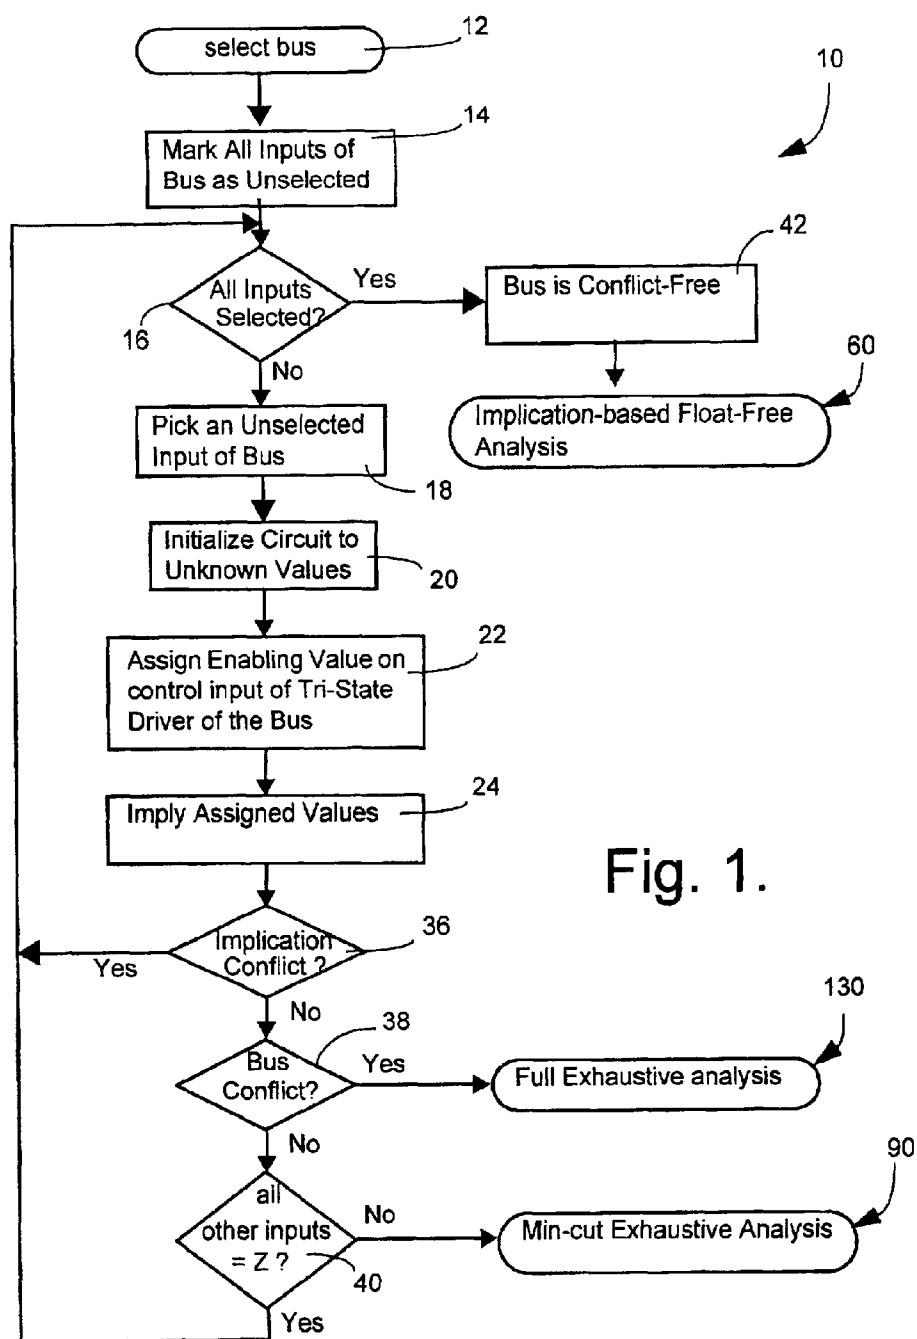 select bus
12
10
14
Mark All Inputs of
Bus as Unselected
42
All Inputs
Selected?
Yes
Bus is Conflict-Free
16
No
60
Pick an Unselected
Input of Bus
Implication-based Float-Free
Analysis
18
Initialize Circuit to
Unknown Values
20
22
Assign Enabling Value on
control input of Tri-State
Driver of the Bus
24
Imply Assigned Values
Fig. 1.
36
Implication
Conflict ?
Yes
No
130
38
Bus
Conflict?
Yes
Full Exhaustive analysis
No
90
all
other inputs
= Z ?
No
Min-cut Exhaustive Analysis
40
Yes